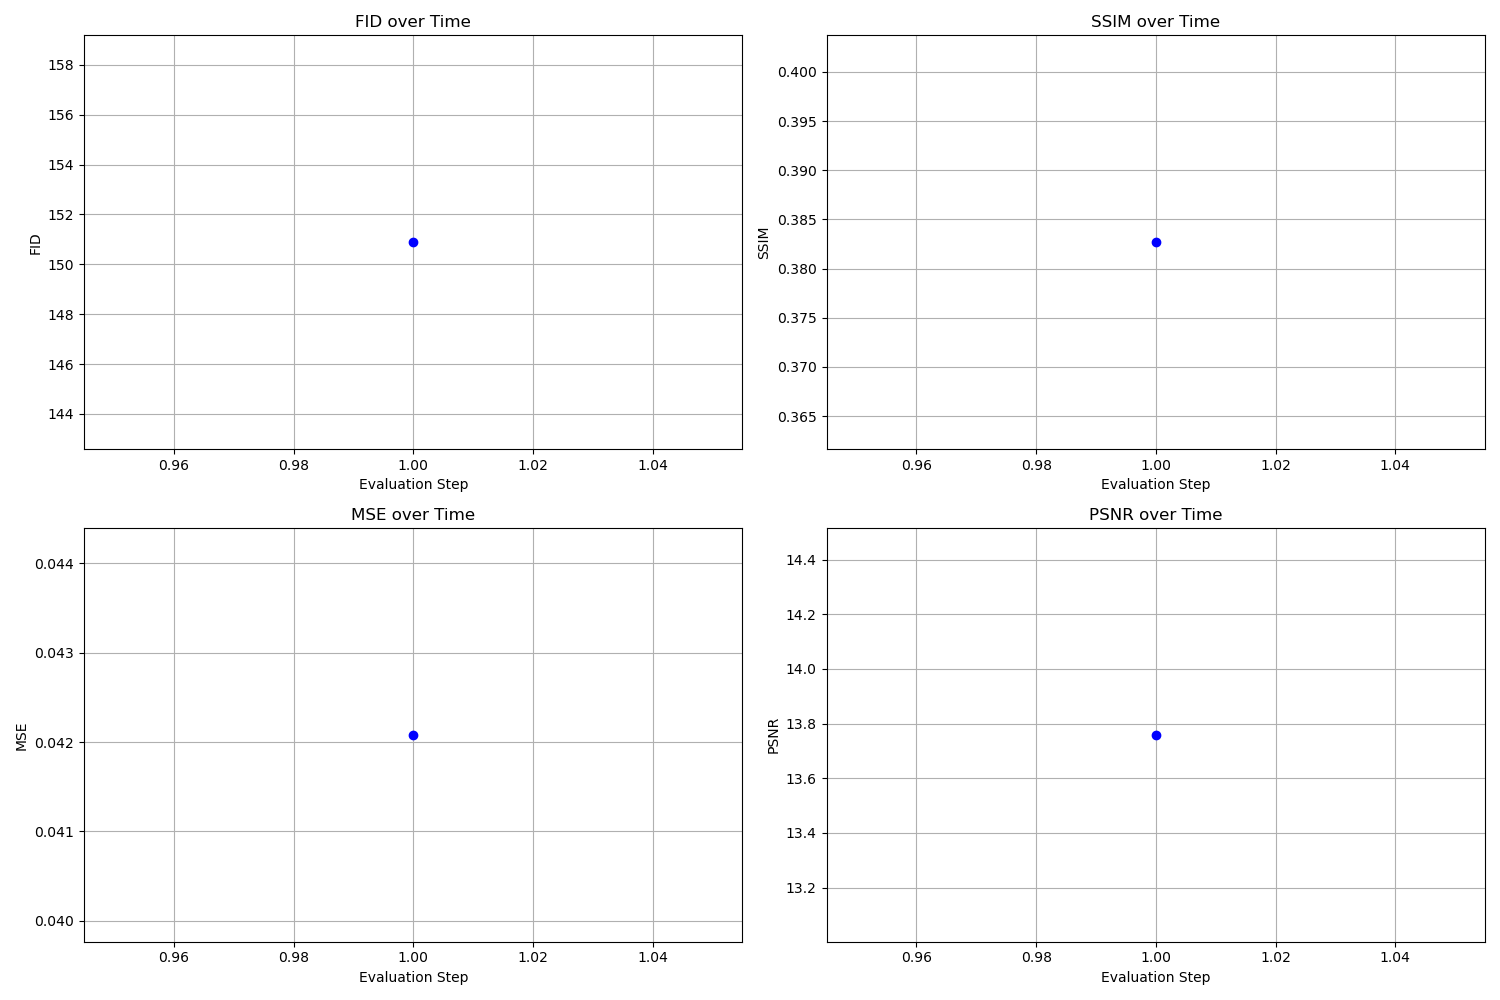 FID over Time
158
156
154
152
150
148
146
144
FID
0.96 0.98 1.00 1.02 1.04
Evaluation Step
SSIM over Time
0.400
0.395
0.390
0.385
0.380
0.375
0.370
0.365
SSIM
0.96 0.98 1.00 1.02 1.04
Evaluation Step
MSE over Time
0.044
0.043
0.042
0.041
0.040
MSE
0.96 0.98 1.00 1.02 1.04
Evaluation Step
PSNR over Time
14.4
14.2
14.0
13.8
13.6
13.4
13.2
PSNR
0.96 0.98 1.00 1.02 1.04
Evaluation Step